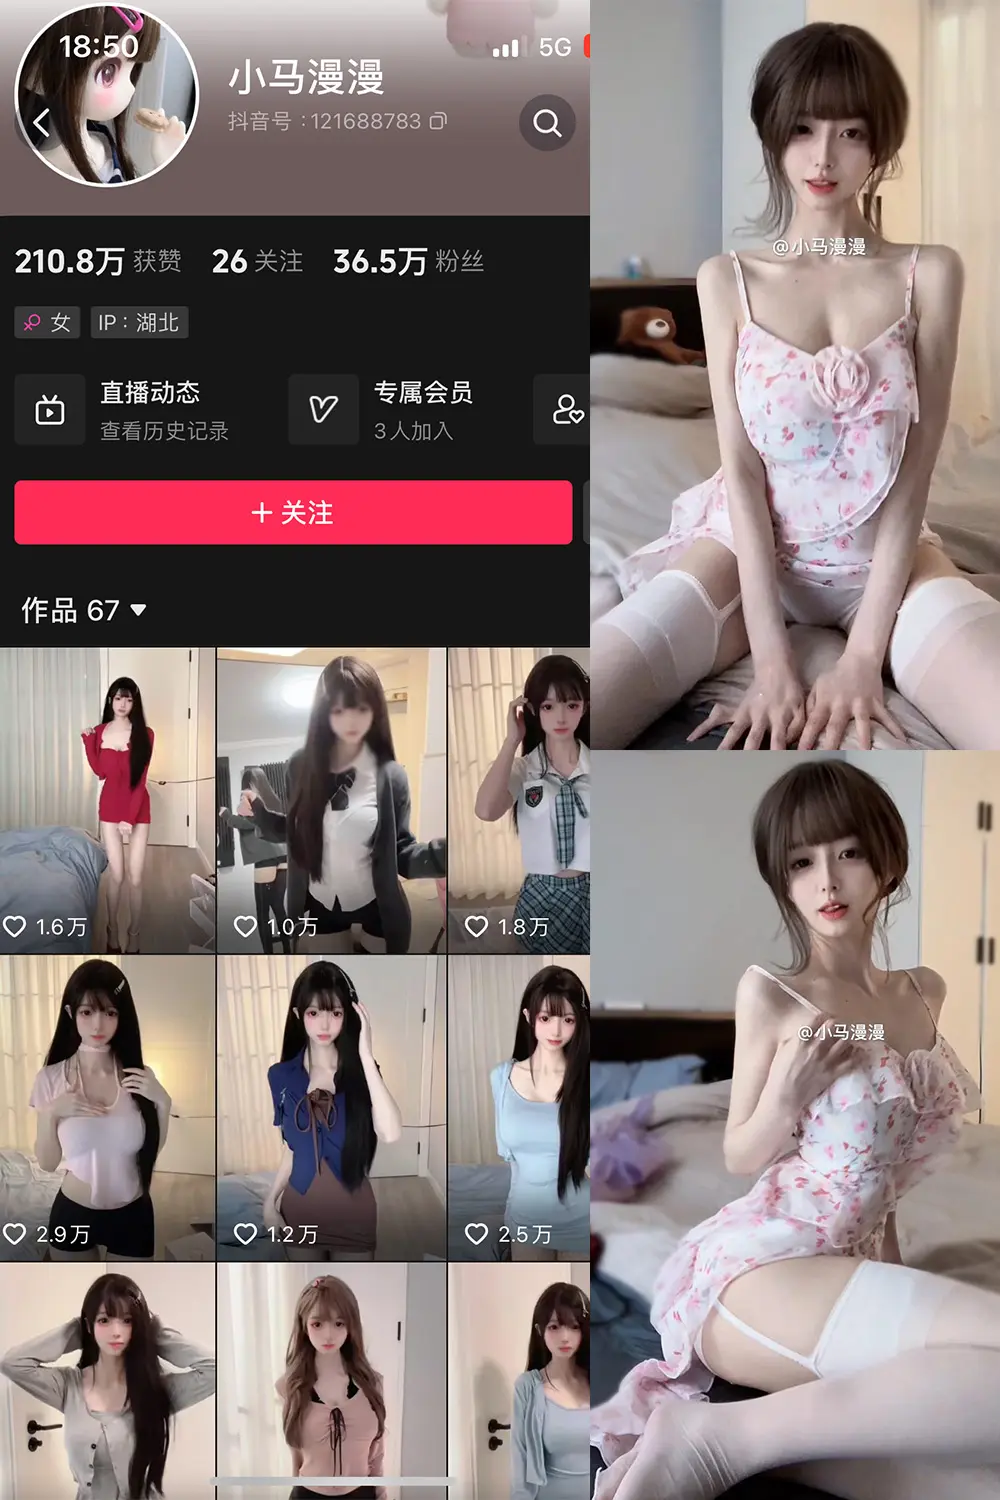 18:50
5G
小马漫漫
抖音号：121688783
210.8万 获赞 26 关注 36.5万 粉丝
女 IP：湖北
直播动态
查看历史记录
专属会员
3人加入
+ 关注
作品 67
1.6万
1.0万
1.8万
2.9万
1.2万
2.5万
@小马漫漫
@小马漫漫